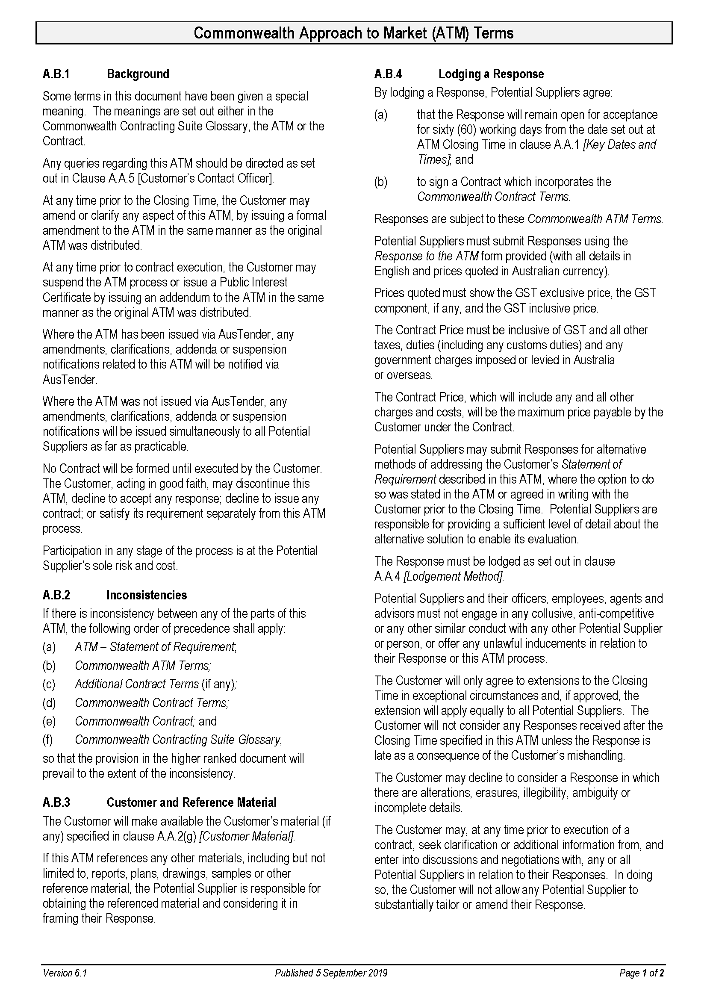 Commonwealth Approach to Market (ATM) Terms
A.B.1 Background
Some terms in this document have been given a special
meaning.  The meanings are set out either in the
Commonwealth Contracting Suite Glossary, the ATM or the
Contract.
Any queries regarding this ATM should be directed as set
out in Clause A.A.5 [Customer’s Contact Officer].
At any time prior to the Closing Time, the Customer may
amend or clarify any aspect of this ATM, by issuing a formal
amendment to the ATM in the same manner as the original
ATM was distributed.
At any time prior to contract execution, the Customer may
suspend the ATM process or issue a Public Interest
Certificate by issuing an addendum to the ATM in the same
manner as the original ATM was distributed.
Where the ATM has been issued via AusTender, any
amendments, clarifications, addenda or suspension
notifications related to this ATM will be notified via
AusTender.
Where the ATM was not issued via AusTender, any
amendments, clarifications, addenda or suspension
notifications will be issued simultaneously to all Potential
Suppliers as far as practicable.
No Contract will be formed until executed by the Customer.
The Customer, acting in good faith, may discontinue this
ATM, decline to accept any response; decline to issue any
contract; or satisfy its requirement separately from this ATM
process.
Participation in any stage of the process is at the Potential
Supplier’s sole risk and cost.
A.B.2 Inconsistencies
If there is inconsistency between any of the parts of this
ATM, the following order of precedence shall apply:
(a) ATM – Statement of Requirement;
(b) Commonwealth ATM Terms;
(c) Additional Contract Terms (if any);
(d) Commonwealth Contract Terms;
(e) Commonwealth Contract; and
(f) Commonwealth Contracting Suite Glossary,
so that the provision in the higher ranked document will
prevail to the extent of the inconsistency.
A.B.3 Customer and Reference Material
The Customer will make available the Customer’s material (if
any) specified in clause A.A.2(g) [Customer Material].
If this ATM references any other materials, including but not
limited to, reports, plans, drawings, samples or other
reference material, the Potential Supplier is responsible for
obtaining the referenced material and considering it in
framing their Response.
A.B.4 Lodging a Response
By lodging a Response, Potential Suppliers agree:
(a) that the Response will remain open for acceptance
for sixty (60) working days from the date set out at
ATM Closing Time in clause A.A.1 [Key Dates and
Times]; and
(b) to sign a Contract which incorporates the
Commonwealth Contract Terms.
Responses are subject to these Commonwealth ATM Terms.
Potential Suppliers must submit Responses using the
Response to the ATM form provided (with all details in
English and prices quoted in Australian currency).
Prices quoted must show the GST exclusive price, the GST
component, if any, and the GST inclusive price.
The Contract Price must be inclusive of GST and all other
taxes, duties (including any customs duties) and any
government charges imposed or levied in Australia
or overseas.
The Contract Price, which will include any and all other
charges and costs, will be the maximum price payable by the
Customer under the Contract.
Potential Suppliers may submit Responses for alternative
methods of addressing the Customer’s Statement of
Requirement described in this ATM, where the option to do
so was stated in the ATM or agreed in writing with the
Customer prior to the Closing Time.  Potential Suppliers are
responsible for providing a sufficient level of detail about the
alternative solution to enable its evaluation.
The Response must be lodged as set out in clause
A.A.4 [Lodgement Method].
Potential Suppliers and their officers, employees, agents and
advisors must not engage in any collusive, anti-competitive
or any other similar conduct with any other Potential Supplier
or person, or offer any unlawful inducements in relation to
their Response or this ATM process.
The Customer will only agree to extensions to the Closing
Time in exceptional circumstances and, if approved, the
extension will apply equally to all Potential Suppliers.  The
Customer will not consider any Responses received after the
Closing Time specified in this ATM unless the Response is
late as a consequence of the Customer’s mishandling.
The Customer may decline to consider a Response in which
there are alterations, erasures, illegibility, ambiguity or
incomplete details.
The Customer may, at any time prior to execution of a
contract, seek clarification or additional information from, and
enter into discussions and negotiations with, any or all
Potential Suppliers in relation to their Responses.  In doing
so, the Customer will not allow any Potential Supplier to
substantially tailor or amend their Response.
Version 6.1 Published 5 September 2019 Page 1 of 2